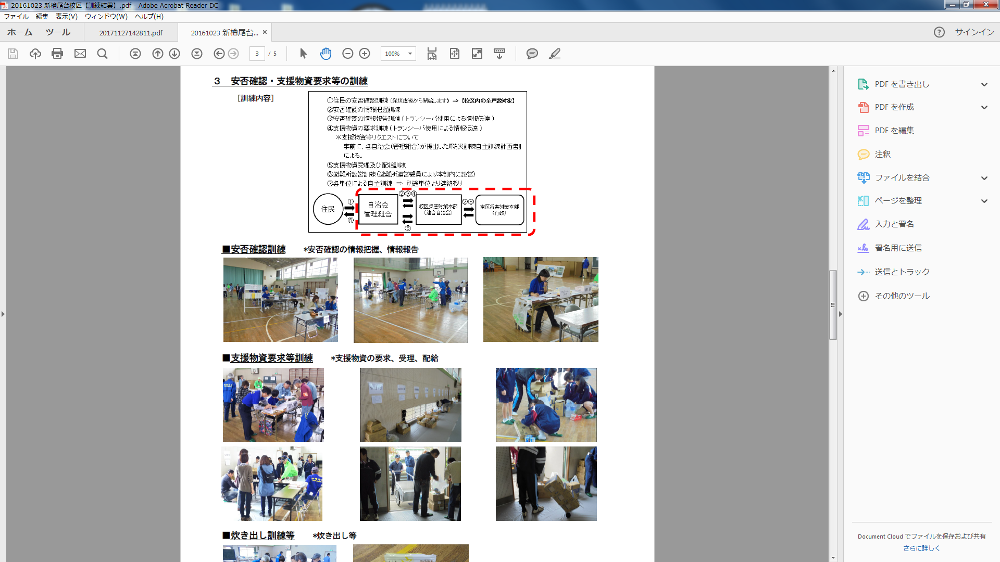 20161023 新檜尾台校区【訓練結果】.pdf - Adobe Acrobat Reader DC
ファイル 編集 表示(V) ウィンドウ(W) ヘルプ(H)
ホーム ツール 20171127142811.pdf 20161023 新檜尾台... × サインイン
3 / 5 100%
3 安否確認・支援物資要求等の訓練
［訓練内容］
①住民の安否確認訓練（発災直後から開始します）⇒【校区内の全戸数対象】
②安否確認の情報把握訓練
③安否確認の情報報告訓練（トランシーバ使用による情報伝達）
④支援物資の要求訓練（トランシーバ使用による情報伝達）
※支援物資等リクエストについて
事前に、各自治会（管理組合）が提出した『防災訓練自主訓練計画書』
による。
⑤支援物資受理及び配給訓練
⑥避難所設営訓練（避難所運営委員により本部内に設営）
⑦各単位による自主訓練 ⇒ 別途単位より連絡あり
住民
①
⑤
自治会
管理組合
②③④
⑤
校区災害対策本部
（連合自治会）
②③
南区災害対策本部
（行政）
■安否確認訓練 *安否確認の情報把握、情報報告
■支援物資要求等訓練 *支援物資の要求、受理、配給
■炊き出し訓練等 *炊き出し等
PDF を書き出し
PDF を作成
PDF を編集
注釈
ファイルを結合
ページを整理
入力と署名
署名用に送信
送信とトラック
その他のツール
Document Cloud でファイルを保存および共有
さらに詳しく